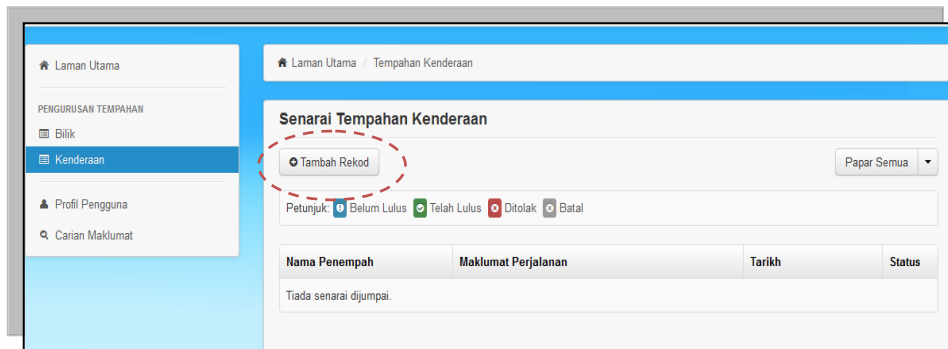 Laman Utama
PENGURUSAN TEMPAHAN
Bilik
Kenderaan
Profil Pengguna
Carian Maklumat
Laman Utama / Tempahan Kenderaan
Senarai Tempahan Kenderaan
Tambah Rekod
Papar Semua
Petunjuk: Belum Lulus Telah Lulus Ditolak Batal
Nama Penempah Maklumat Perjalanan Tarikh Status
Tiada senarai dijumpai.